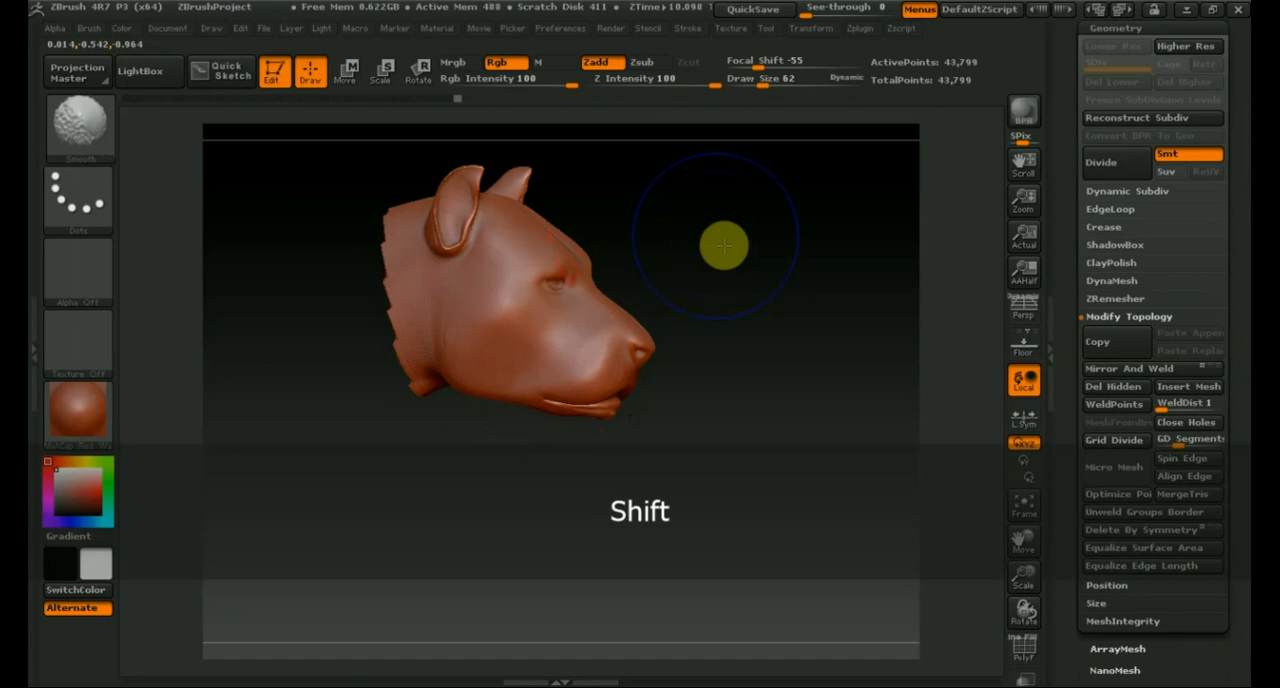 ZBrush 4R7 P3 (x64) ZBrushProject • Free Mem 0.622GB • Active Mem 488 • Scratch Disk 411 • ZTime▸10.098 QuickSave See-through 0 Menus DefaultZScript
Alpha Brush Color Document Draw Edit File Layer Light Macro Marker Material Movie Picker Preferences Render Stencil Stroke Texture Tool Transform Zplugin Zscript
0.014,-0.542,-0.964
Projection Master
LightBox
Quick Sketch
Edit
Draw
Move
Scale
Rotate
Mrgb Rgb M
Rgb Intensity 100
Zadd Zsub Zcut
Z Intensity 100
Focal Shift -55
Draw Size 62 Dynamic
ActivePoints: 43,799
TotalPoints: 43,799
Smooth
Dots
Alpha Off
Texture Off
Gradient
SwitchColor
Alternate
Shift
BPR
SPix
Scroll
Zoom
Actual
AAHalf
Dynamic
Persp
Floor
Local
L.Sym
XYZ
Frame
Move
Scale
Rotate
Line Fill
PolyF
Geometry
Lower Res Higher Res
SDiv Cage Rstr
Del Lower Del Higher
Freeze SubDivision Levels
Reconstruct Subdiv
Convert BPR To Geo
Divide Smt
Suv ReUV
Dynamic Subdiv
EdgeLoop
Crease
ShadowBox
ClayPolish
DynaMesh
ZRemesher
Modify Topology
Copy Paste Appen
Paste Repla
Mirror And Weld
Del Hidden Insert Mesh
WeldPoints WeldDist 1
MeshFromBr Close Holes
Grid Divide GD Segments
Micro Mesh Spin Edge
Align Edge
Optimize Poi MergeTris
Unweld Groups Border
Delete By Symmetry
Equalize Surface Area
Equalize Edge Length
Position
Size
MeshIntegrity
ArrayMesh
NanoMesh